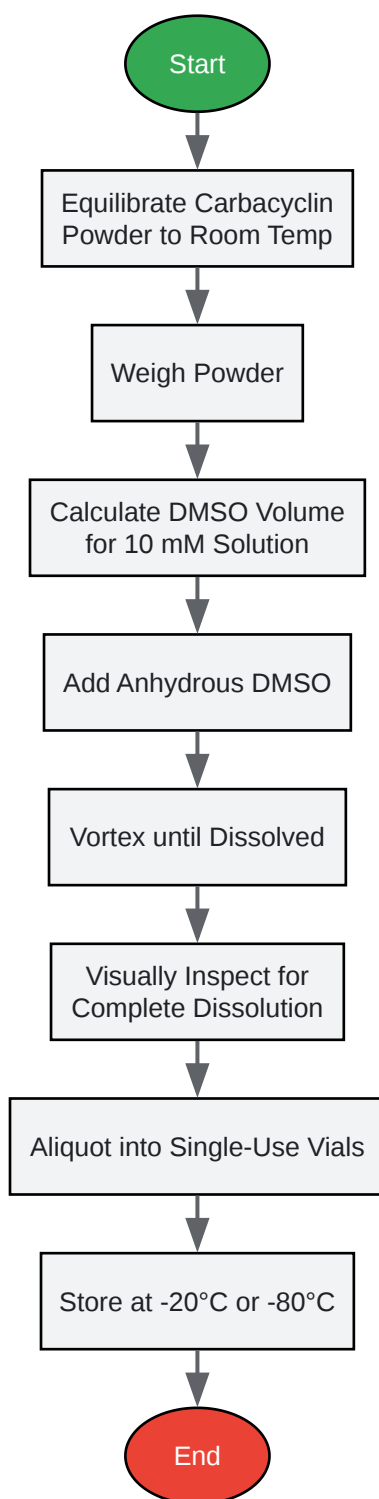 Start
Equilibrate Carbacyclin
Powder to Room Temp
Weigh Powder
Calculate DMSO Volume
for 10 mM Solution
Add Anhydrous DMSO
Vortex until Dissolved
Visually Inspect for
Complete Dissolution
Aliquot into Single-Use Vials
Store at -20°C or -80°C
End